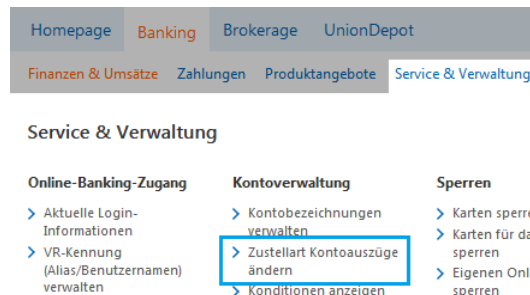 Homepage Banking Brokerage UnionDepot
Finanzen & Umsätze Zahlungen Produktangebote Service & Verwaltung
Service & Verwaltung
Online-Banking-Zugang
Aktuelle Login-
Informationen
VR-Kennung
(Alias/Benutzernamen)
verwalten
Kontoverwaltung
Kontobezeichnungen
verwalten
Zustellart Kontoauszüge
ändern
Konditionen anzeigen
Sperren
Karten sperre
Karten für da
sperren
Eigenen Onl
sperren